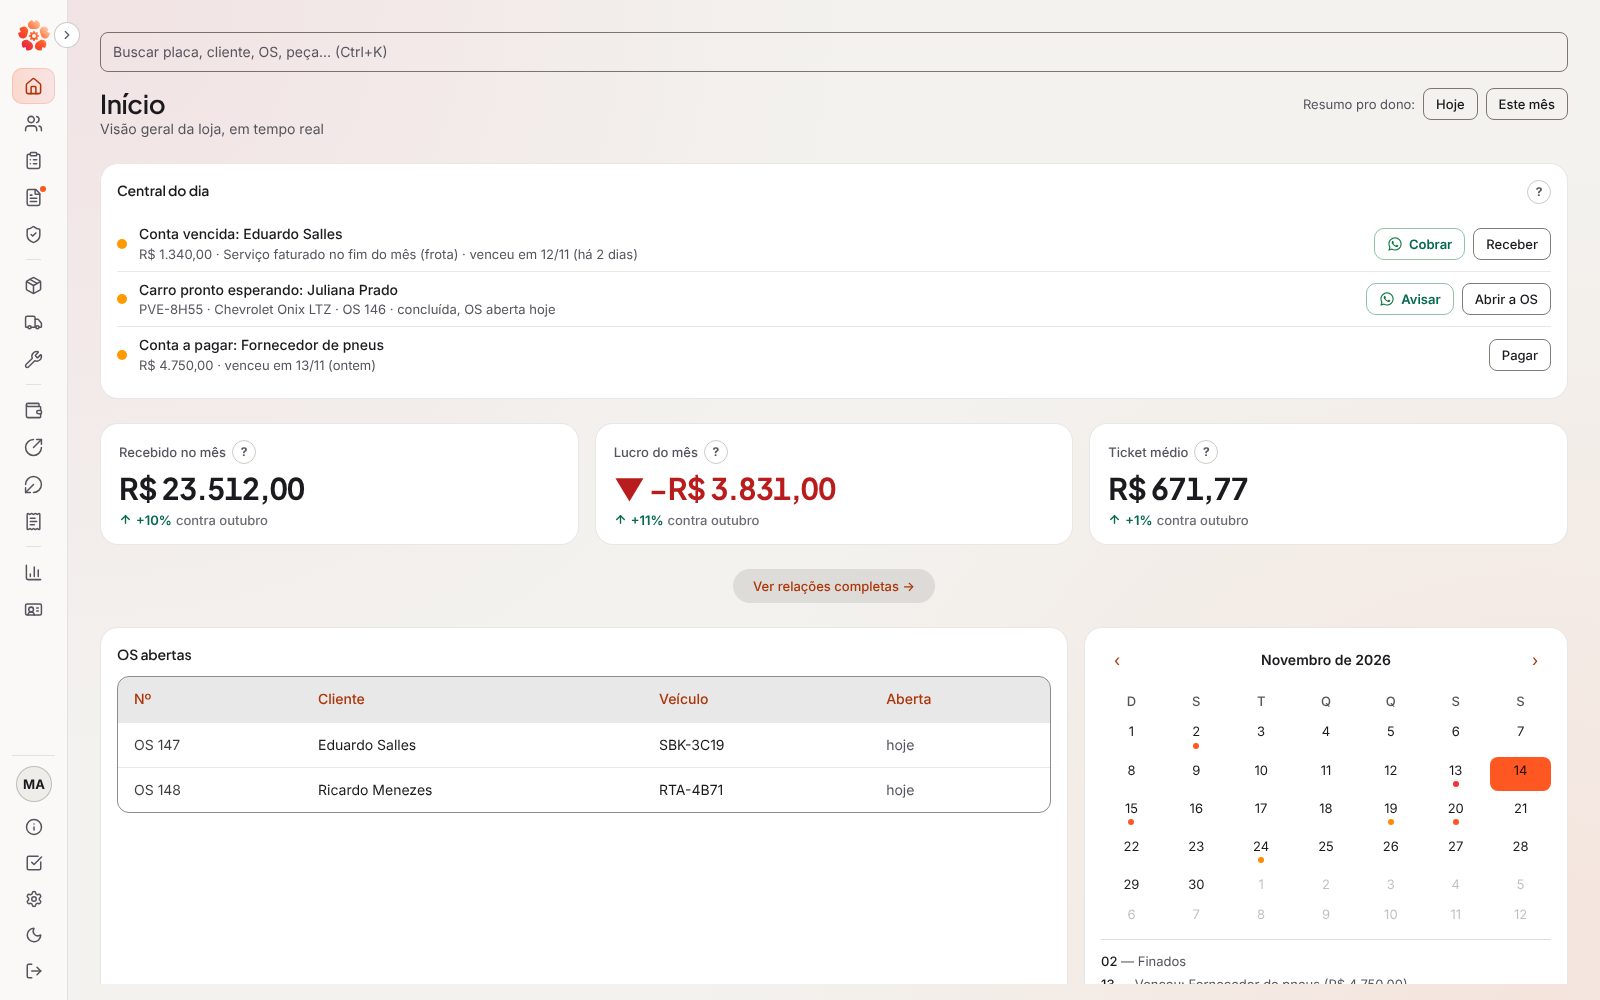 Buscar placa, cliente, OS, peça... (Ctrl+K)
Início
Visão geral da loja, em tempo real
Resumo pro dono:
Hoje
Este mês
Central do dia
?
Conta vencida: Eduardo Salles
R$ 1.340,00 · Serviço faturado no fim do mês (frota) · venceu em 12/11 (há 2 dias)
Cobrar
Receber
Carro pronto esperando: Juliana Prado
PVE-8H55 · Chevrolet Onix LTZ · OS 146 · concluída, OS aberta hoje
Avisar
Abrir a OS
Conta a pagar: Fornecedor de pneus
R$ 4.750,00 · venceu em 13/11 (ontem)
Pagar
Recebido no mês ?
R$ 23.512,00
↑ +10% contra outubro
Lucro do mês ?
▼ −R$ 3.831,00
↑ +11% contra outubro
Ticket médio ?
R$ 671,77
↑ +1% contra outubro
Ver relações completas →
OS abertas
Nº Cliente Veículo Aberta
OS 147 Eduardo Salles SBK-3C19 hoje
OS 148 Ricardo Menezes RTA-4B71 hoje
‹ Novembro de 2026 ›
D S T Q Q S S
1 2 3 4 5 6 7
8 9 10 11 12 13 14
15 16 17 18 19 20 21
22 23 24 25 26 27 28
29 30 1 2 3 4 5
6 7 8 9 10 11 12
02 — Finados
13 — Venceu: Fornecedor de pneus (R$ 4.750,00)
MA